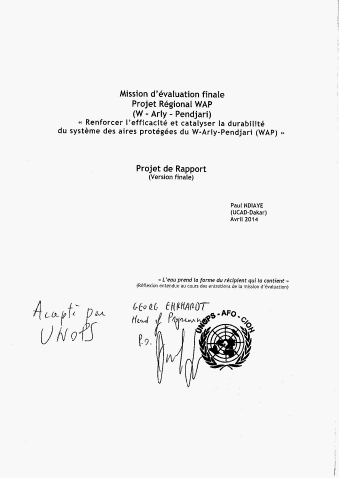 Mission d'évaluation finale
Projet Régional WAP
(W - Arly - Pendjari)
« Renforcer l'efficacité et catalyser la durabilité
du système des aires protégées du W-Arly-Pendjari (WAP) »
Projet de Rapport
(Version finale)
Paul NDIAYE
(UCAD-Dakar)
Avril 2014
« L'eau prend la forme du récipient qui la contient »
(Réflexion entendue au cours des entretiens de la mission d'évaluation)
Acapti par
UNOPS
GEORG EHRHARDT
Head of Programme
P.O.
UNOPS - AFO - CIOH